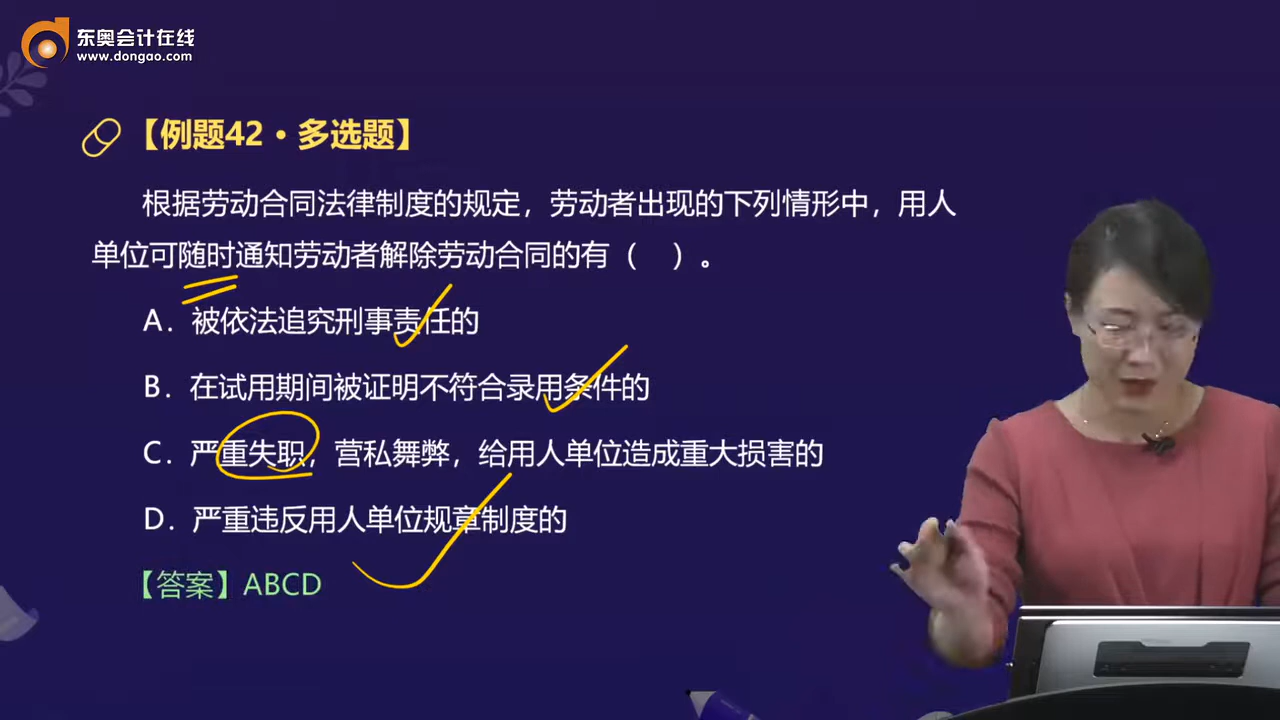 东奥会计在线
www.dongao.com
【例题42·多选题】
根据劳动合同法律制度的规定，劳动者出现的下列情形中，用人
单位可随时通知劳动者解除劳动合同的有（　）。
A. 被依法追究刑事责任的
B. 在试用期间被证明不符合录用条件的
C. 严重失职，营私舞弊，给用人单位造成重大损害的
D. 严重违反用人单位规章制度的
【答案】ABCD